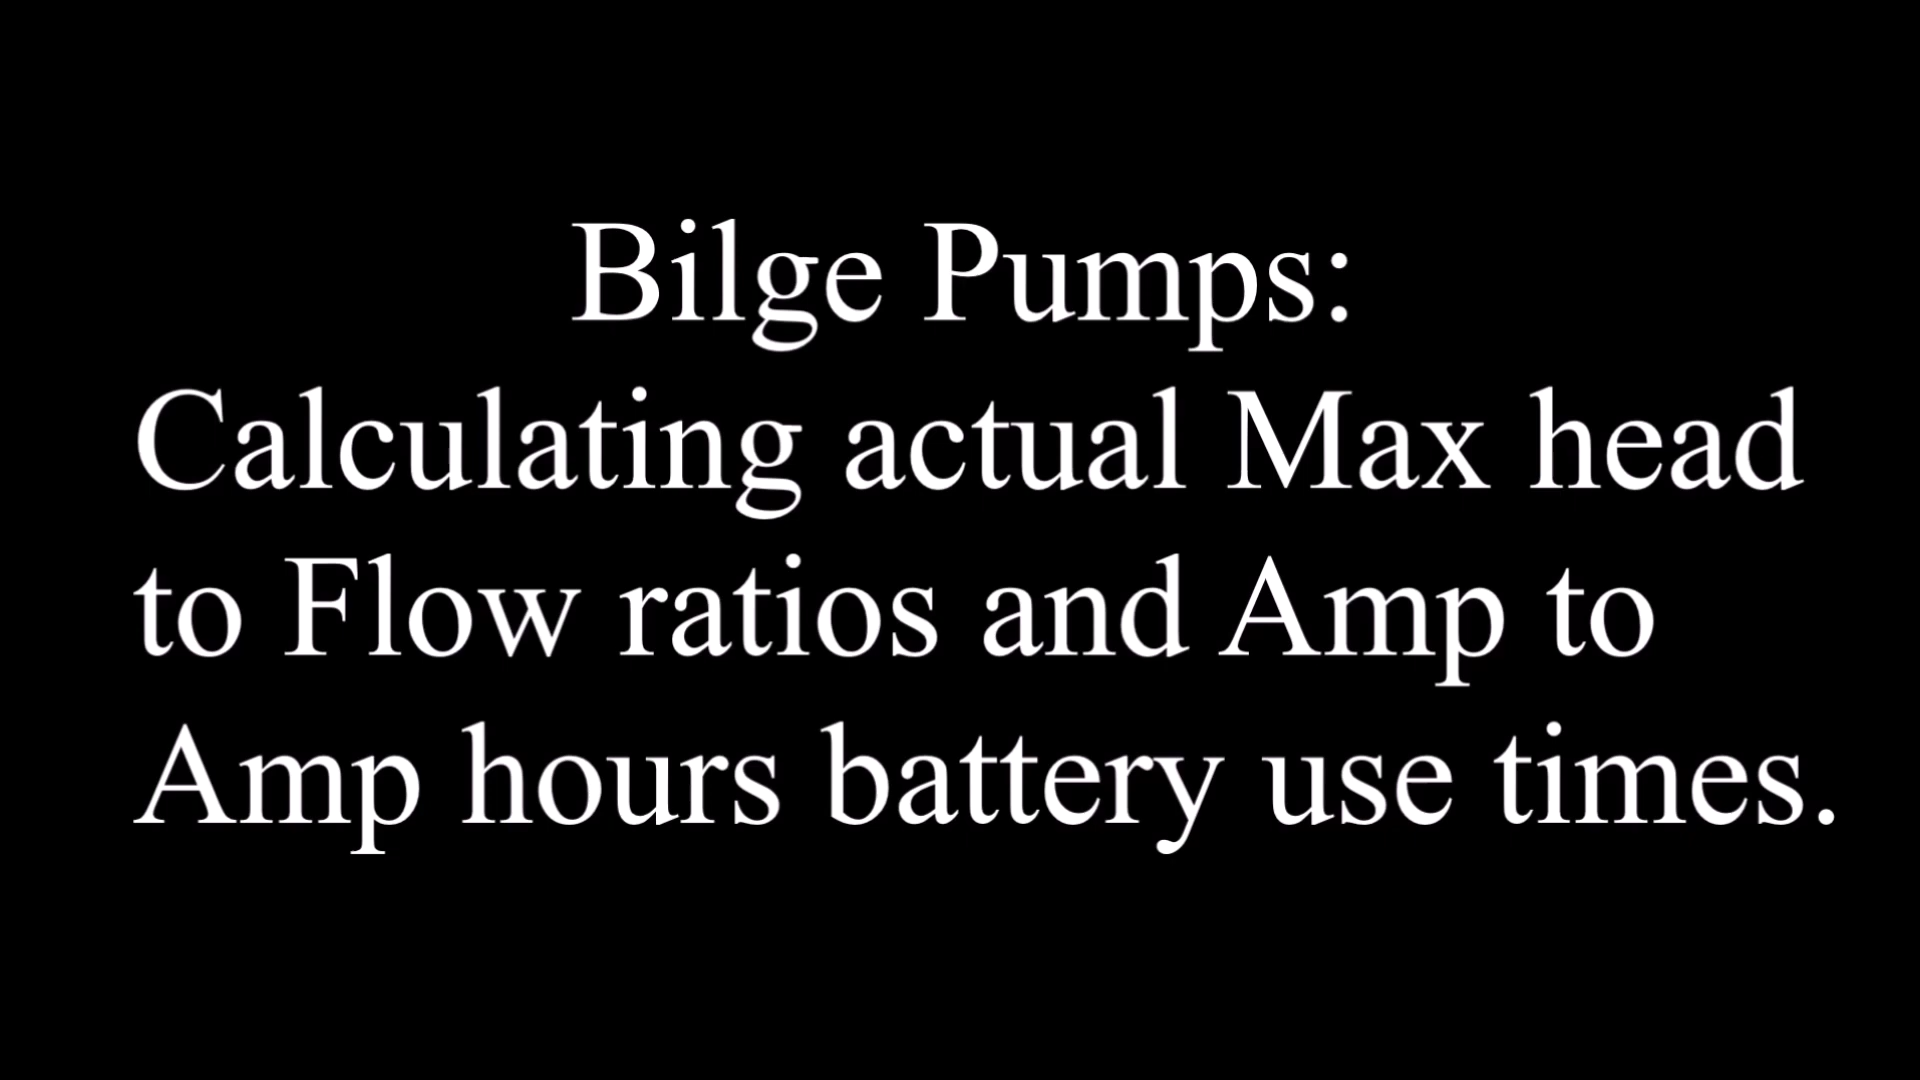 Bilge Pumps:
Calculating actual Max head
to Flow ratios and Amp to
Amp hours battery use times.